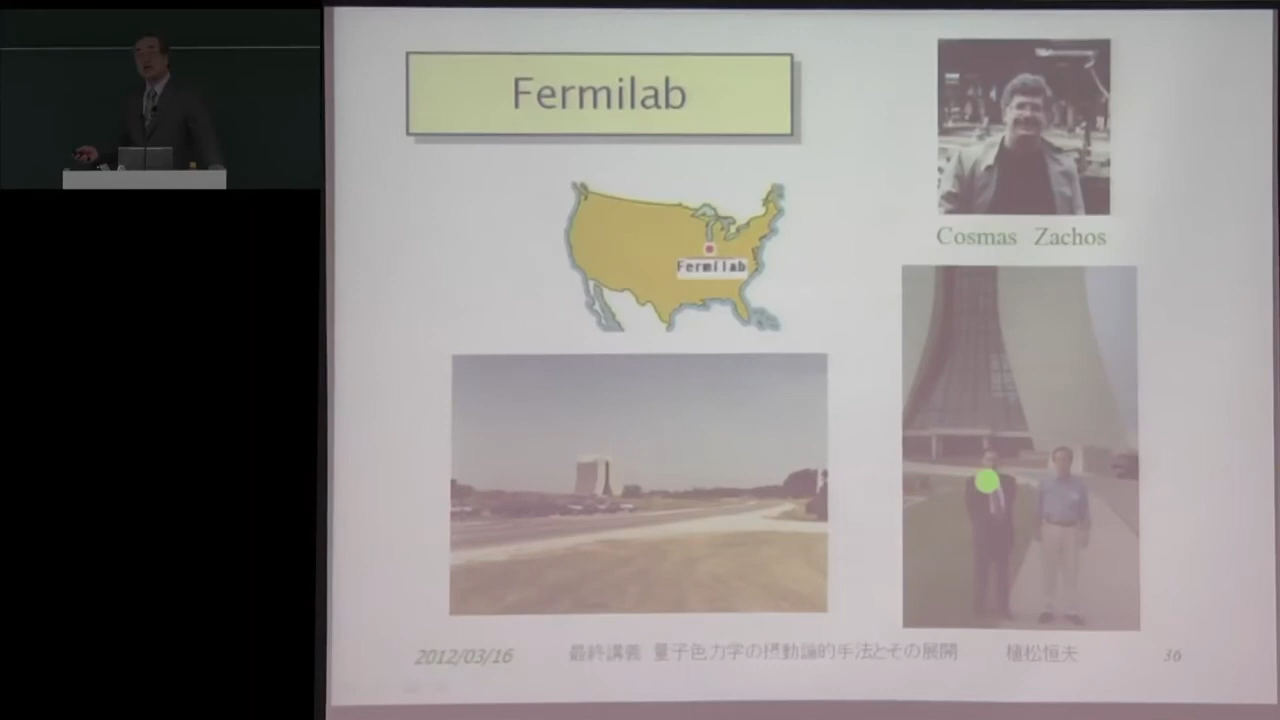 Fermilab
Cosmas Zachos
Fermilab
2012/03/16
最終講義 量子色力学の摂動論的手法とその展開
植松恒夫
36